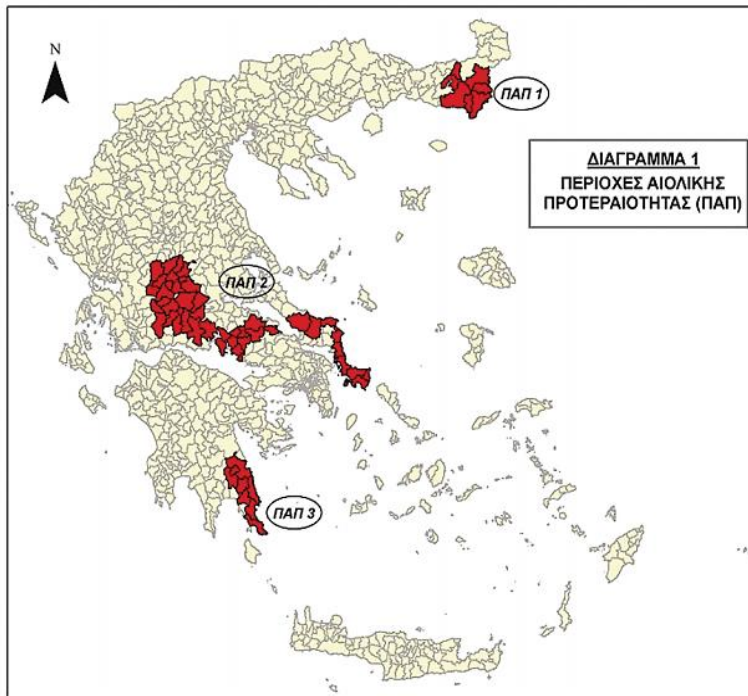 N
ΠΑΠ 1
ΔΙΑΓΡΑΜΜΑ 1
ΠΕΡΙΟΧΕΣ ΑΙΟΛΙΚΗΣ
ΠΡΟΤΕΡΑΙΟΤΗΤΑΣ (ΠΑΠ)
ΠΑΠ 2
ΠΑΠ 3